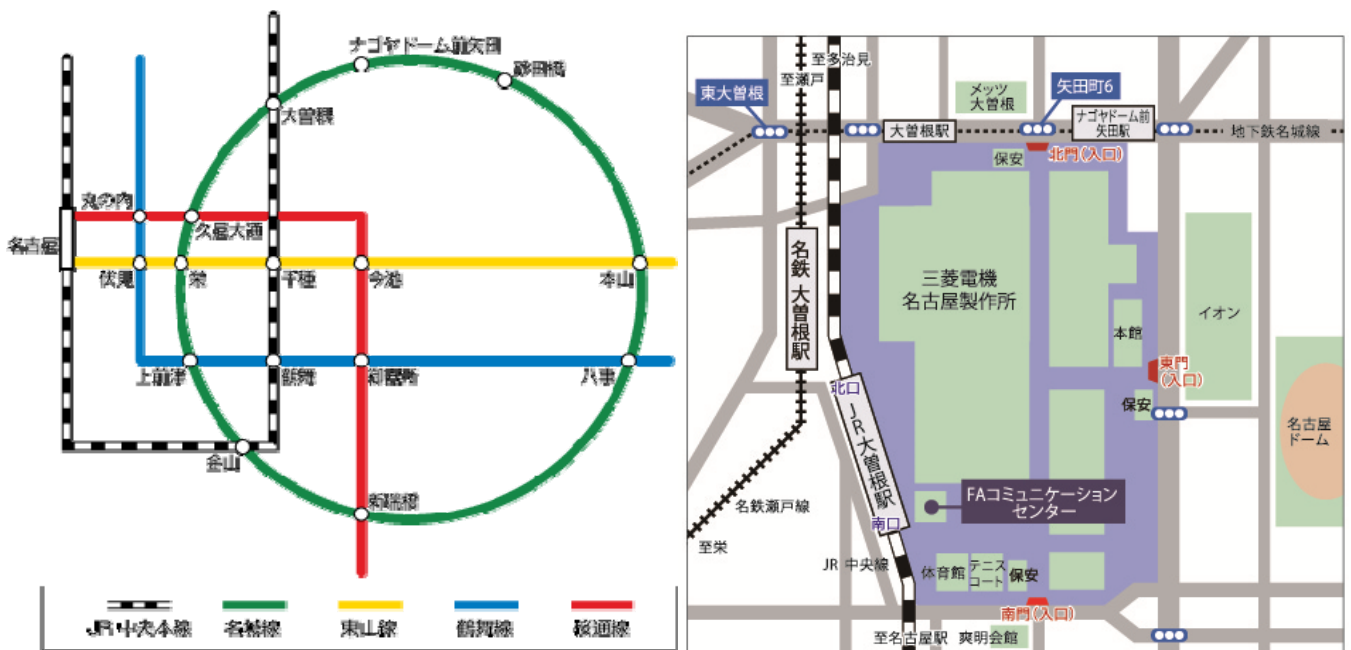 ナゴヤドーム前矢田
砂田橋
大曽根
丸の内
久屋大通
名古屋
伏見
栄
千種
今池
本山
上前津
鶴舞
御器所
八事
金山
新瑞橋
JR中央本線
名城線
東山線
鶴舞線
桜通線
至多治見
至瀬戸
東大曽根
メッツ
大曽根
矢田町6
大曽根駅
ナゴヤドーム前
矢田駅
地下鉄名城線
保安
北門(入口)
名鉄 大曽根駅
三菱電機
名古屋製作所
本館
イオン
東門
(入口)
保安
名古屋
ドーム
北口
JR大曽根駅
南口
FAコミュニケーション
センター
名鉄瀬戸線
至栄
JR 中央線
体育館
テニス
コート
保安
南門(入口)
至名古屋駅
爽明会館